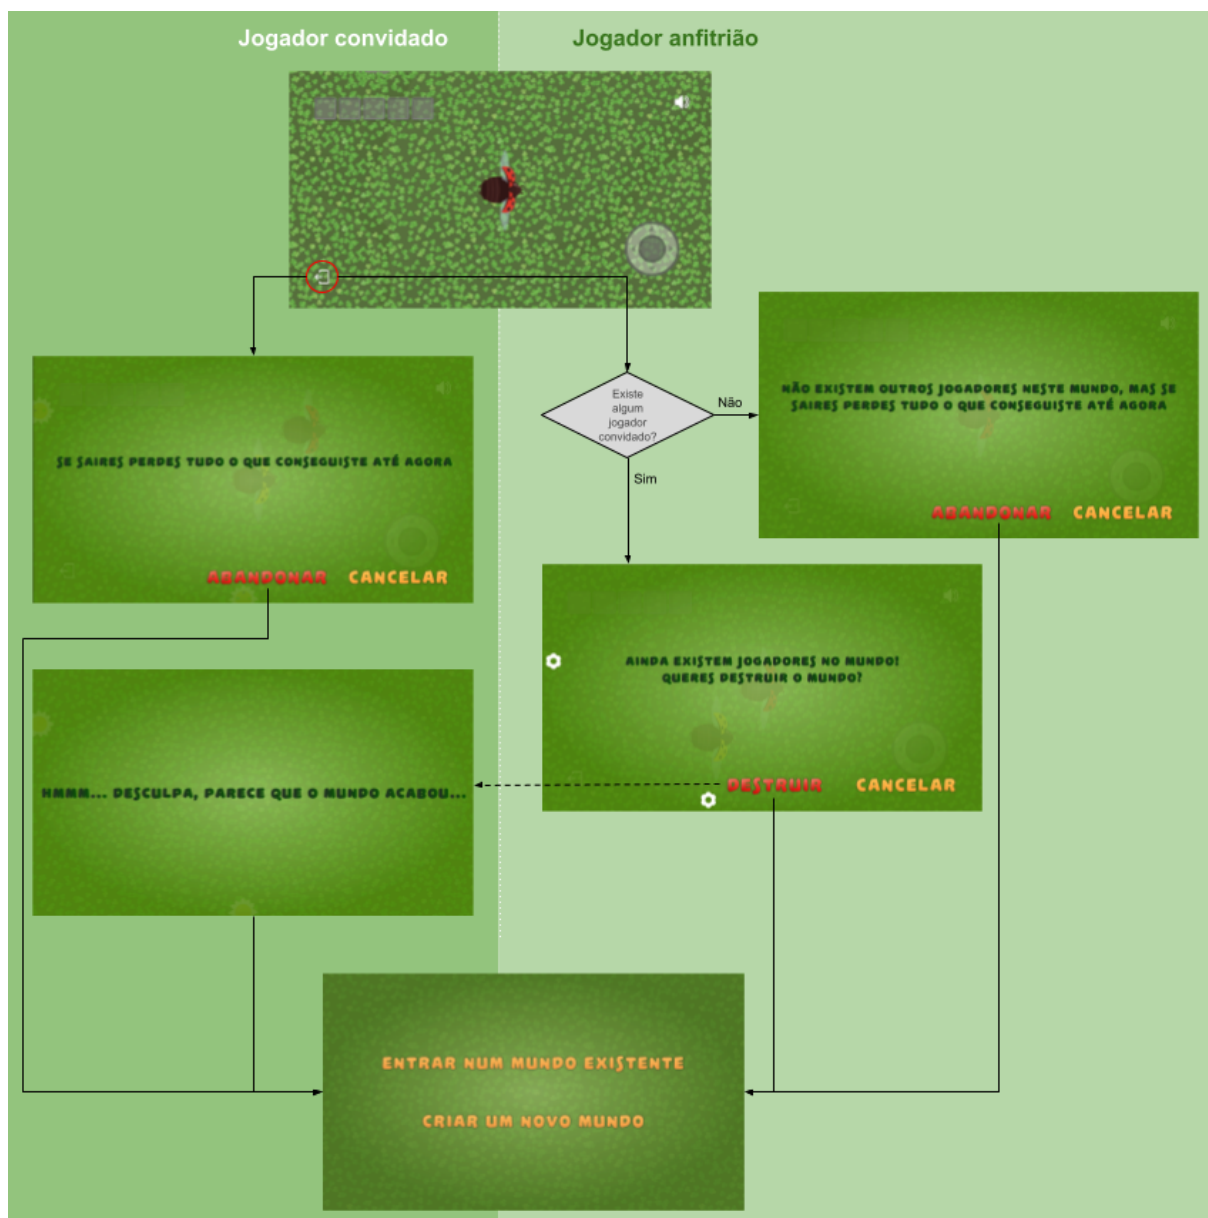 Jogador convidado
Jogador anfitrião
Existe
algum
jogador
convidado?
Não
Sim
NÃO EXISTEM OUTROS JOGADORES NESTE MUNDO, MAS SE
SAIRES PERDES TUDO O QUE CONSEGUISTE ATÉ AGORA
ABANDONAR
CANCELAR
SE SAIRES PERDES TUDO O QUE CONSEGUISTE ATÉ AGORA
ABANDONAR
CANCELAR
AINDA EXISTEM JOGADORES NO MUNDO!
QUERES DESTRUIR O MUNDO?
DESTRUIR
CANCELAR
HMMM... DESCULPA, PARECE QUE O MUNDO ACABOU...
ENTRAR NUM MUNDO EXISTENTE
CRIAR UM NOVO MUNDO